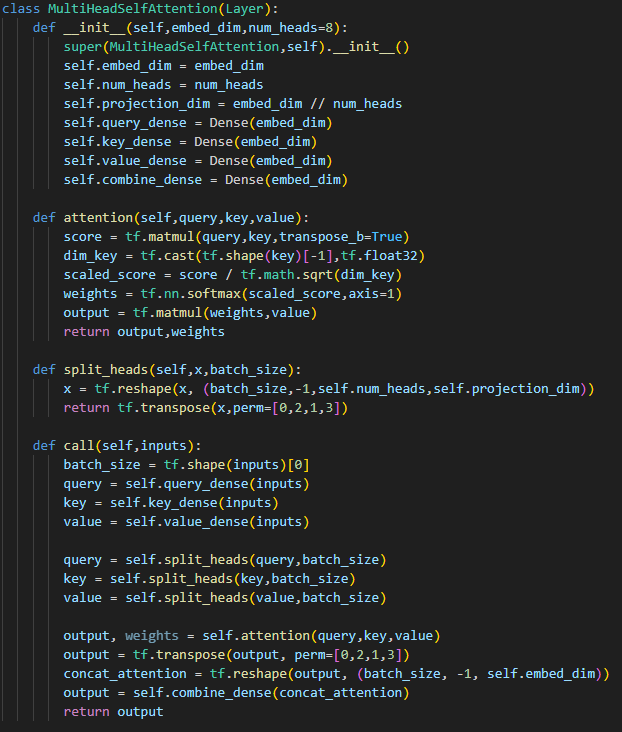 class MultiHeadSelfAttention(Layer):
    def __init__(self,embed_dim,num_heads=8):
        super(MultiHeadSelfAttention,self).__init__()
        self.embed_dim = embed_dim
        self.num_heads = num_heads
        self.projection_dim = embed_dim // num_heads
        self.query_dense = Dense(embed_dim)
        self.key_dense = Dense(embed_dim)
        self.value_dense = Dense(embed_dim)
        self.combine_dense = Dense(embed_dim)

    def attention(self,query,key,value):
        score = tf.matmul(query,key,transpose_b=True)
        dim_key = tf.cast(tf.shape(key)[-1],tf.float32)
        scaled_score = score / tf.math.sqrt(dim_key)
        weights = tf.nn.softmax(scaled_score,axis=1)
        output = tf.matmul(weights,value)
        return output,weights

    def split_heads(self,x,batch_size):
        x = tf.reshape(x, (batch_size,-1,self.num_heads,self.projection_dim))
        return tf.transpose(x,perm=[0,2,1,3])

    def call(self,inputs):
        batch_size = tf.shape(inputs)[0]
        query = self.query_dense(inputs)
        key = self.key_dense(inputs)
        value = self.value_dense(inputs)

        query = self.split_heads(query,batch_size)
        key = self.split_heads(key,batch_size)
        value = self.split_heads(value,batch_size)

        output, weights = self.attention(query,key,value)
        output = tf.transpose(output, perm=[0,2,1,3])
        concat_attention = tf.reshape(output, (batch_size, -1, self.embed_dim))
        output = self.combine_dense(concat_attention)
        return output